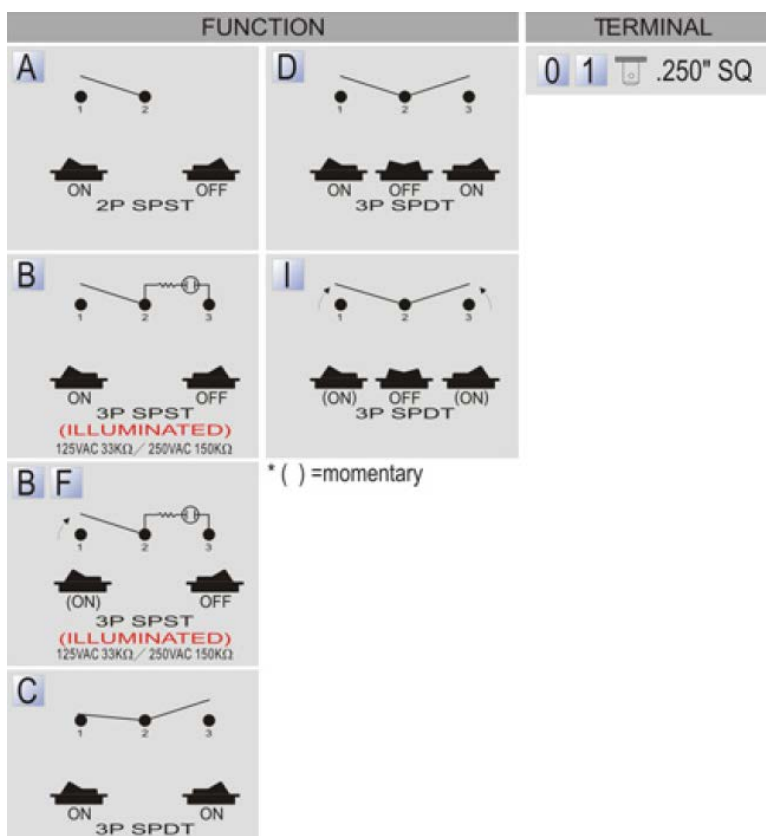 FUNCTION
A
1 2
ON OFF
2P SPST
B
1 2 3
ON OFF
3P SPST
(ILLUMINATED)
125VAC 33KΩ／250VAC 150KΩ
B F
1 2 3
(ON) OFF
3P SPST
(ILLUMINATED)
125VAC 33KΩ／250VAC 150KΩ
C
1 2 3
ON ON
3P SPDT
D
1 2 3
ON OFF ON
3P SPDT
I
1 2 3
(ON) OFF (ON)
3P SPDT
* ( ) =momentary
TERMINAL
0 1 .250" SQ